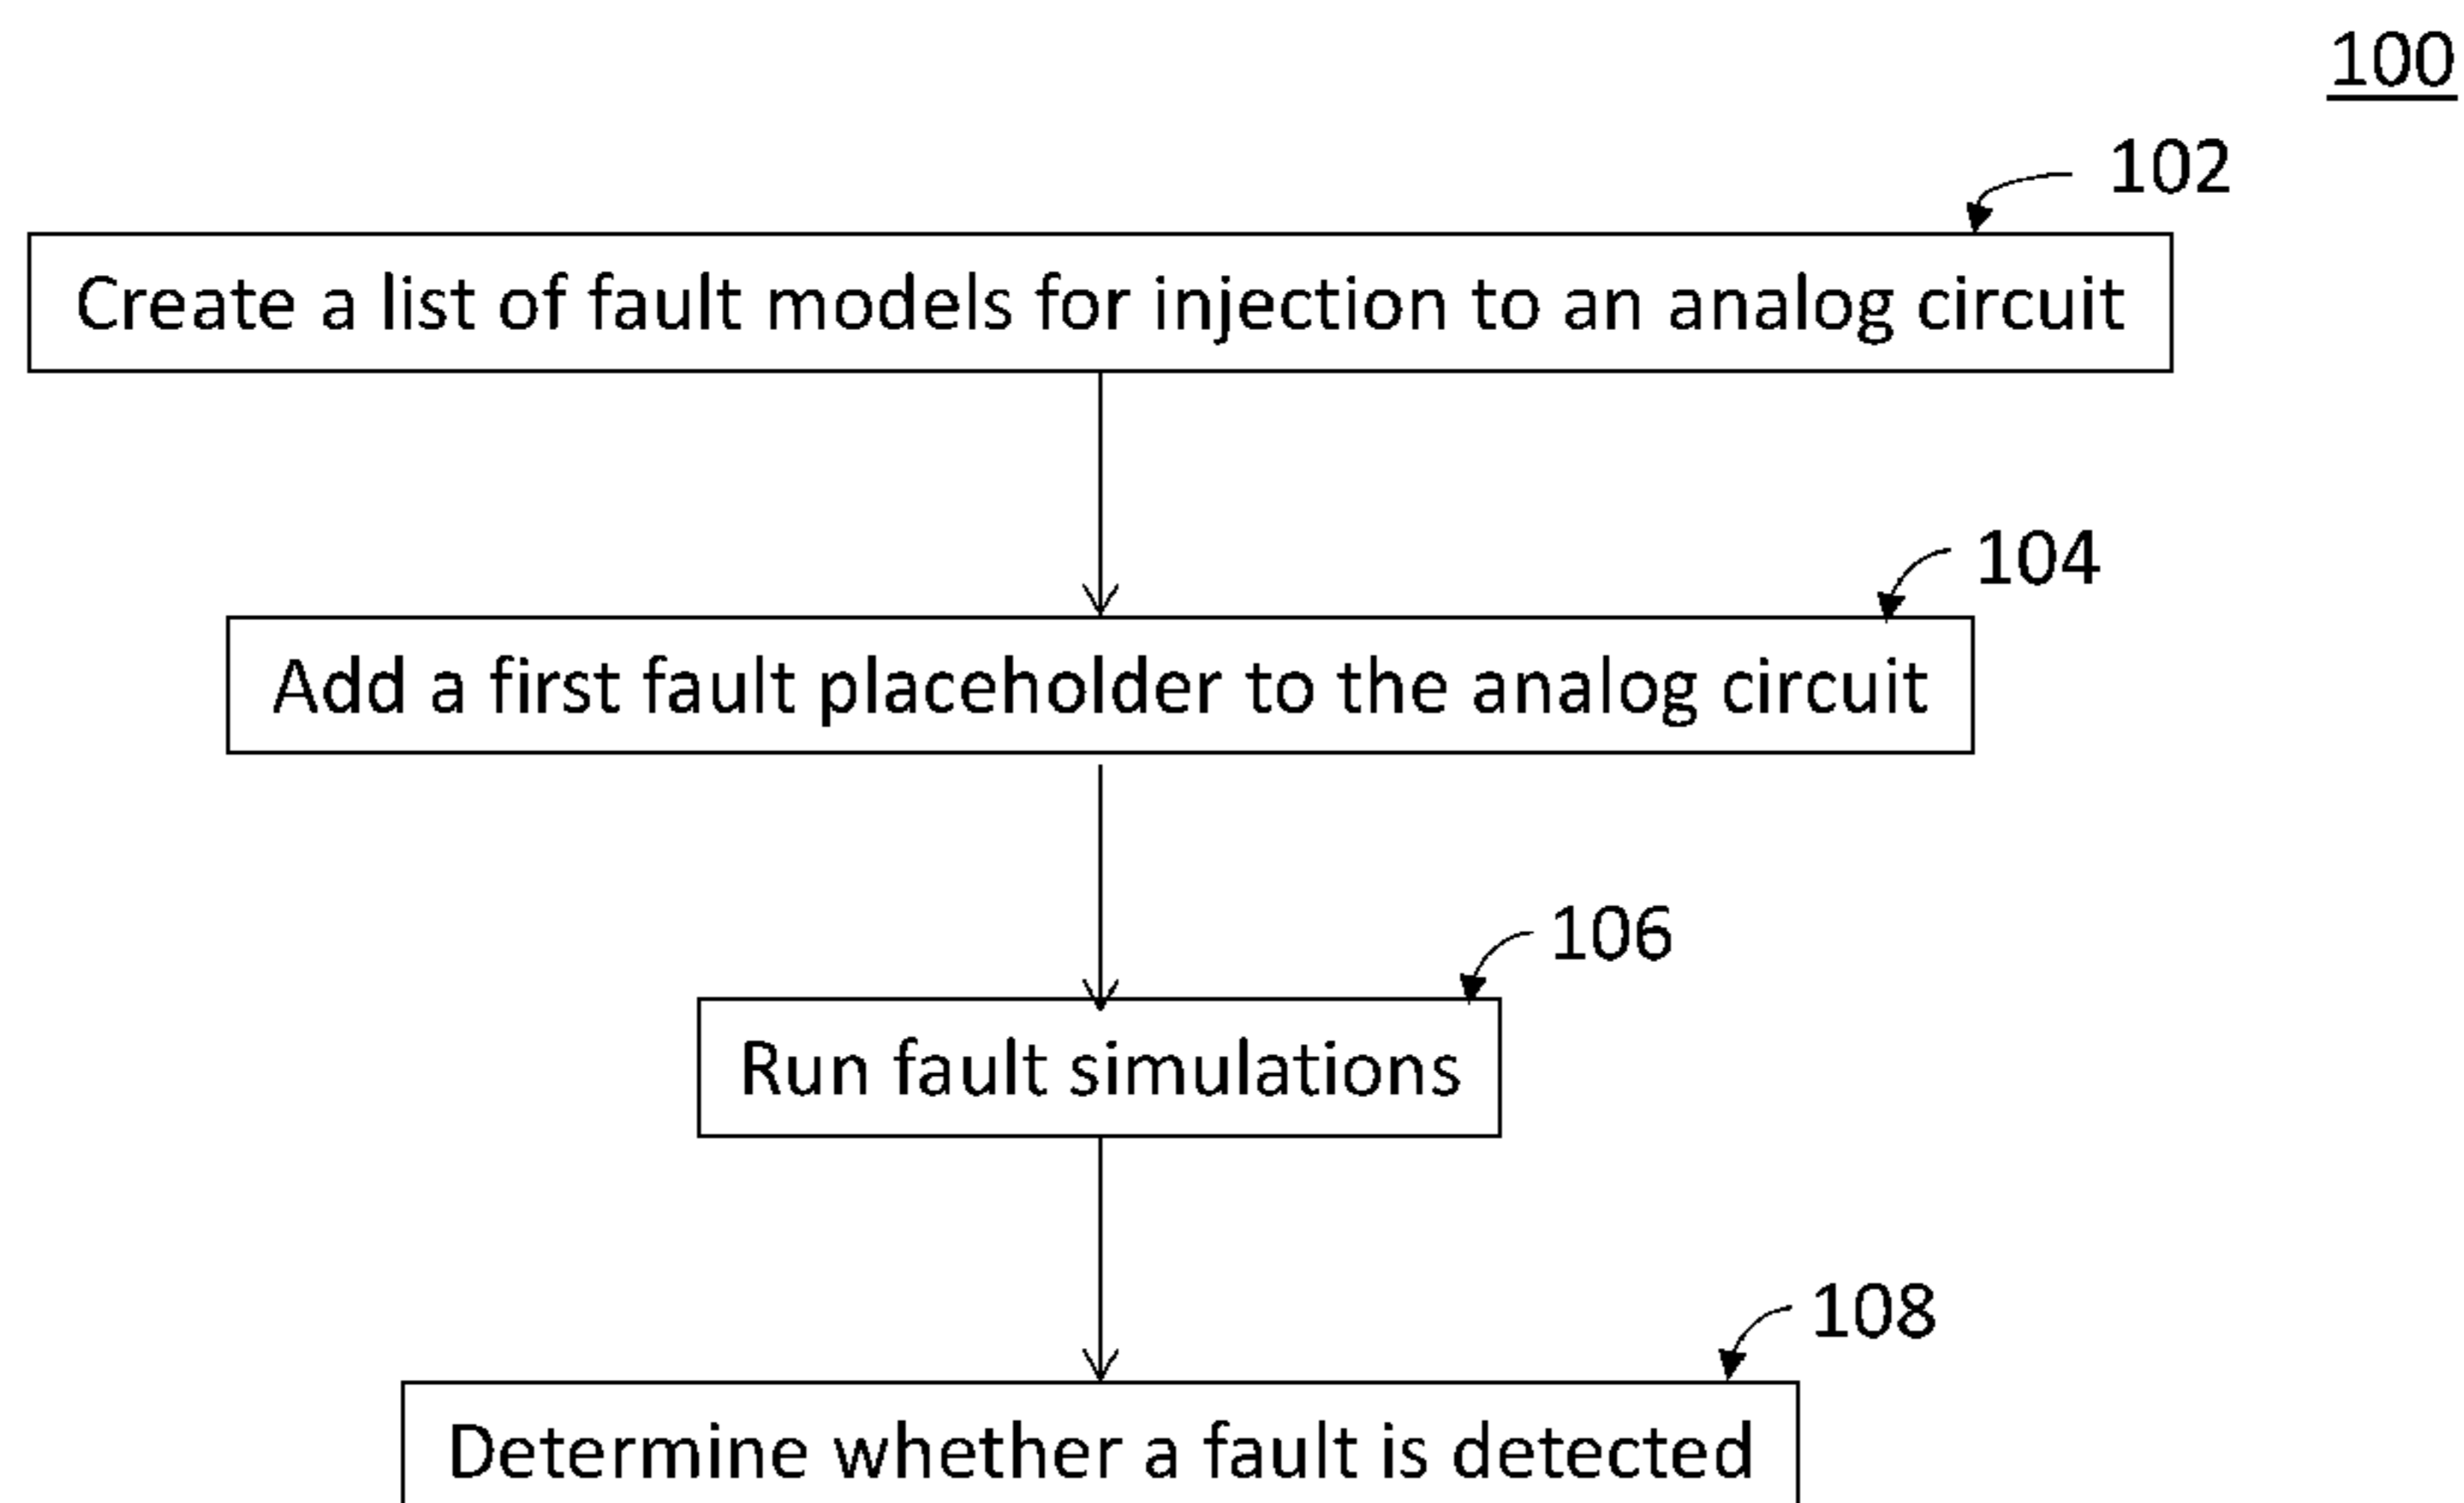 100
102
Create a list of fault models for injection to an analog circuit
104
Add a first fault placeholder to the analog circuit
106
Run fault simulations
108
Determine whether a fault is detected